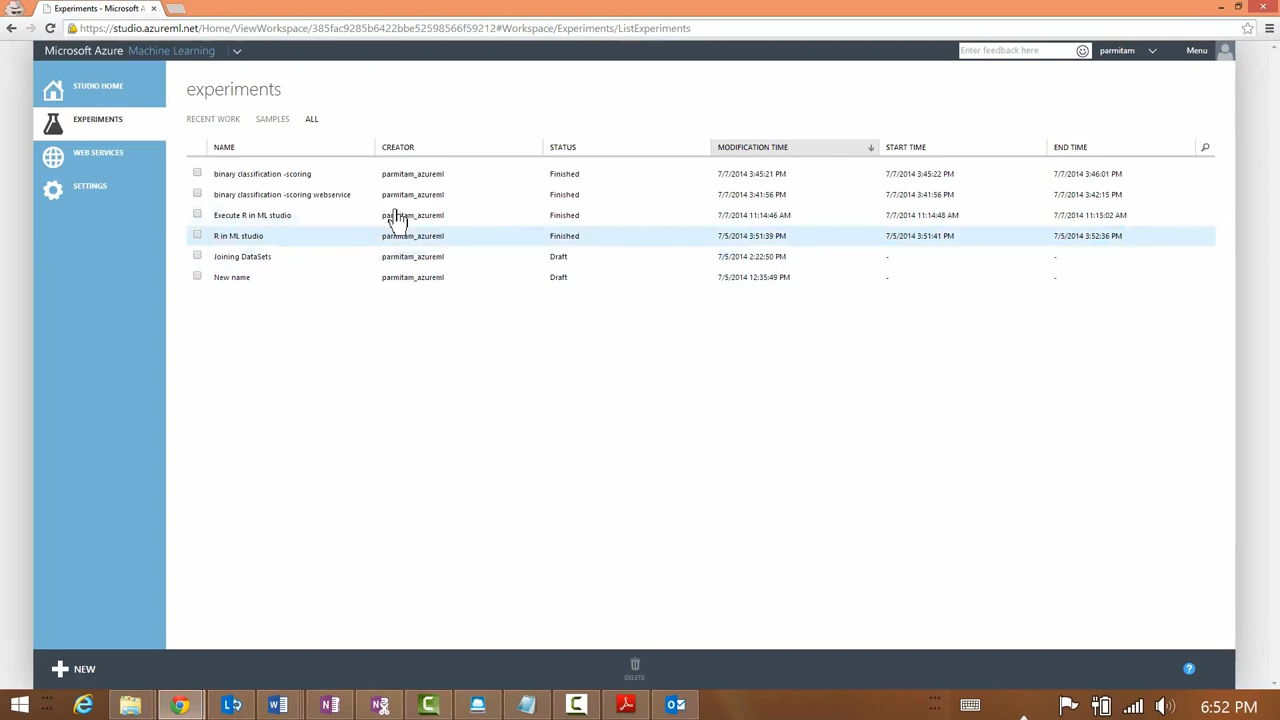 Experiments - Microsoft A
https://studio.azureml.net/Home/ViewWorkspace/385fac9285b6422bbe52598566f59212#Workspace/Experiments/ListExperiments
Microsoft Azure Machine Learning
Enter feedback here
parmitam
Menu
STUDIO HOME
EXPERIMENTS
WEB SERVICES
SETTINGS
experiments
RECENT WORK SAMPLES ALL
NAME CREATOR STATUS MODIFICATION TIME START TIME END TIME
binary classification -scoring parmitam_azureml Finished 7/7/2014 3:45:21 PM 7/7/2014 3:45:22 PM 7/7/2014 3:46:01 PM
binary classification -scoring webservice parmitam_azureml Finished 7/7/2014 3:41:56 PM 7/7/2014 3:41:56 PM 7/7/2014 3:42:15 PM
Execute R in ML studio parmitam_azureml Finished 7/7/2014 11:14:46 AM 7/7/2014 11:14:48 AM 7/7/2014 11:15:02 AM
R in ML studio parmitam_azureml Finished 7/5/2014 3:51:39 PM 7/5/2014 3:51:41 PM 7/5/2014 3:52:36 PM
Joining DataSets parmitam_azureml Draft 7/5/2014 2:22:50 PM - -
New name parmitam_azureml Draft 7/5/2014 12:35:49 PM - -
NEW
DELETE
?
6:52 PM